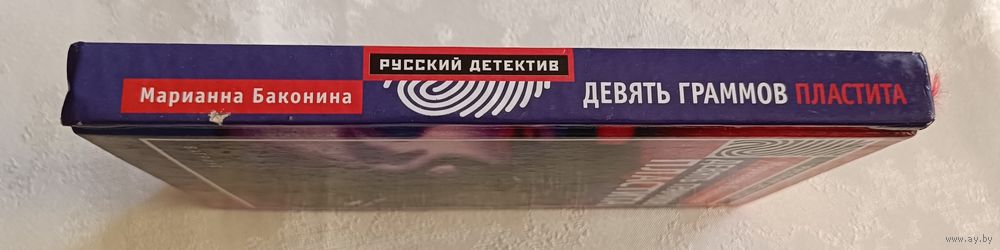 РУССКИЙ ДЕТЕКТИВ
Марианна Баконина
ДЕВЯТЬ ГРАММОВ ПЛАСТИТА
www.ay.by